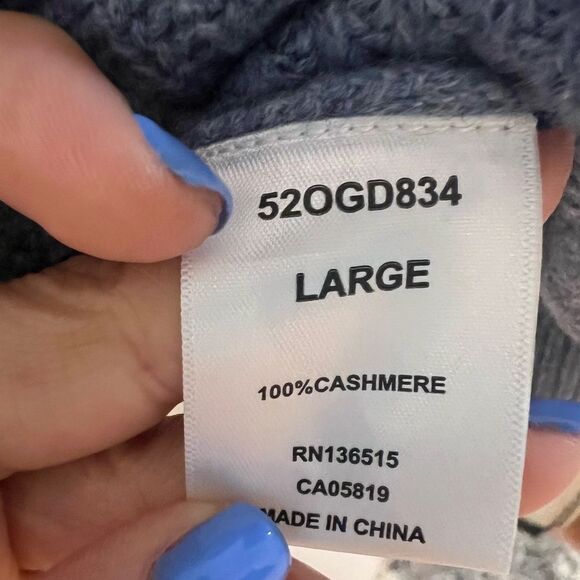 52OGD834
LARGE
100%CASHMERE
RN136515
CA05819
MADE IN CHINA